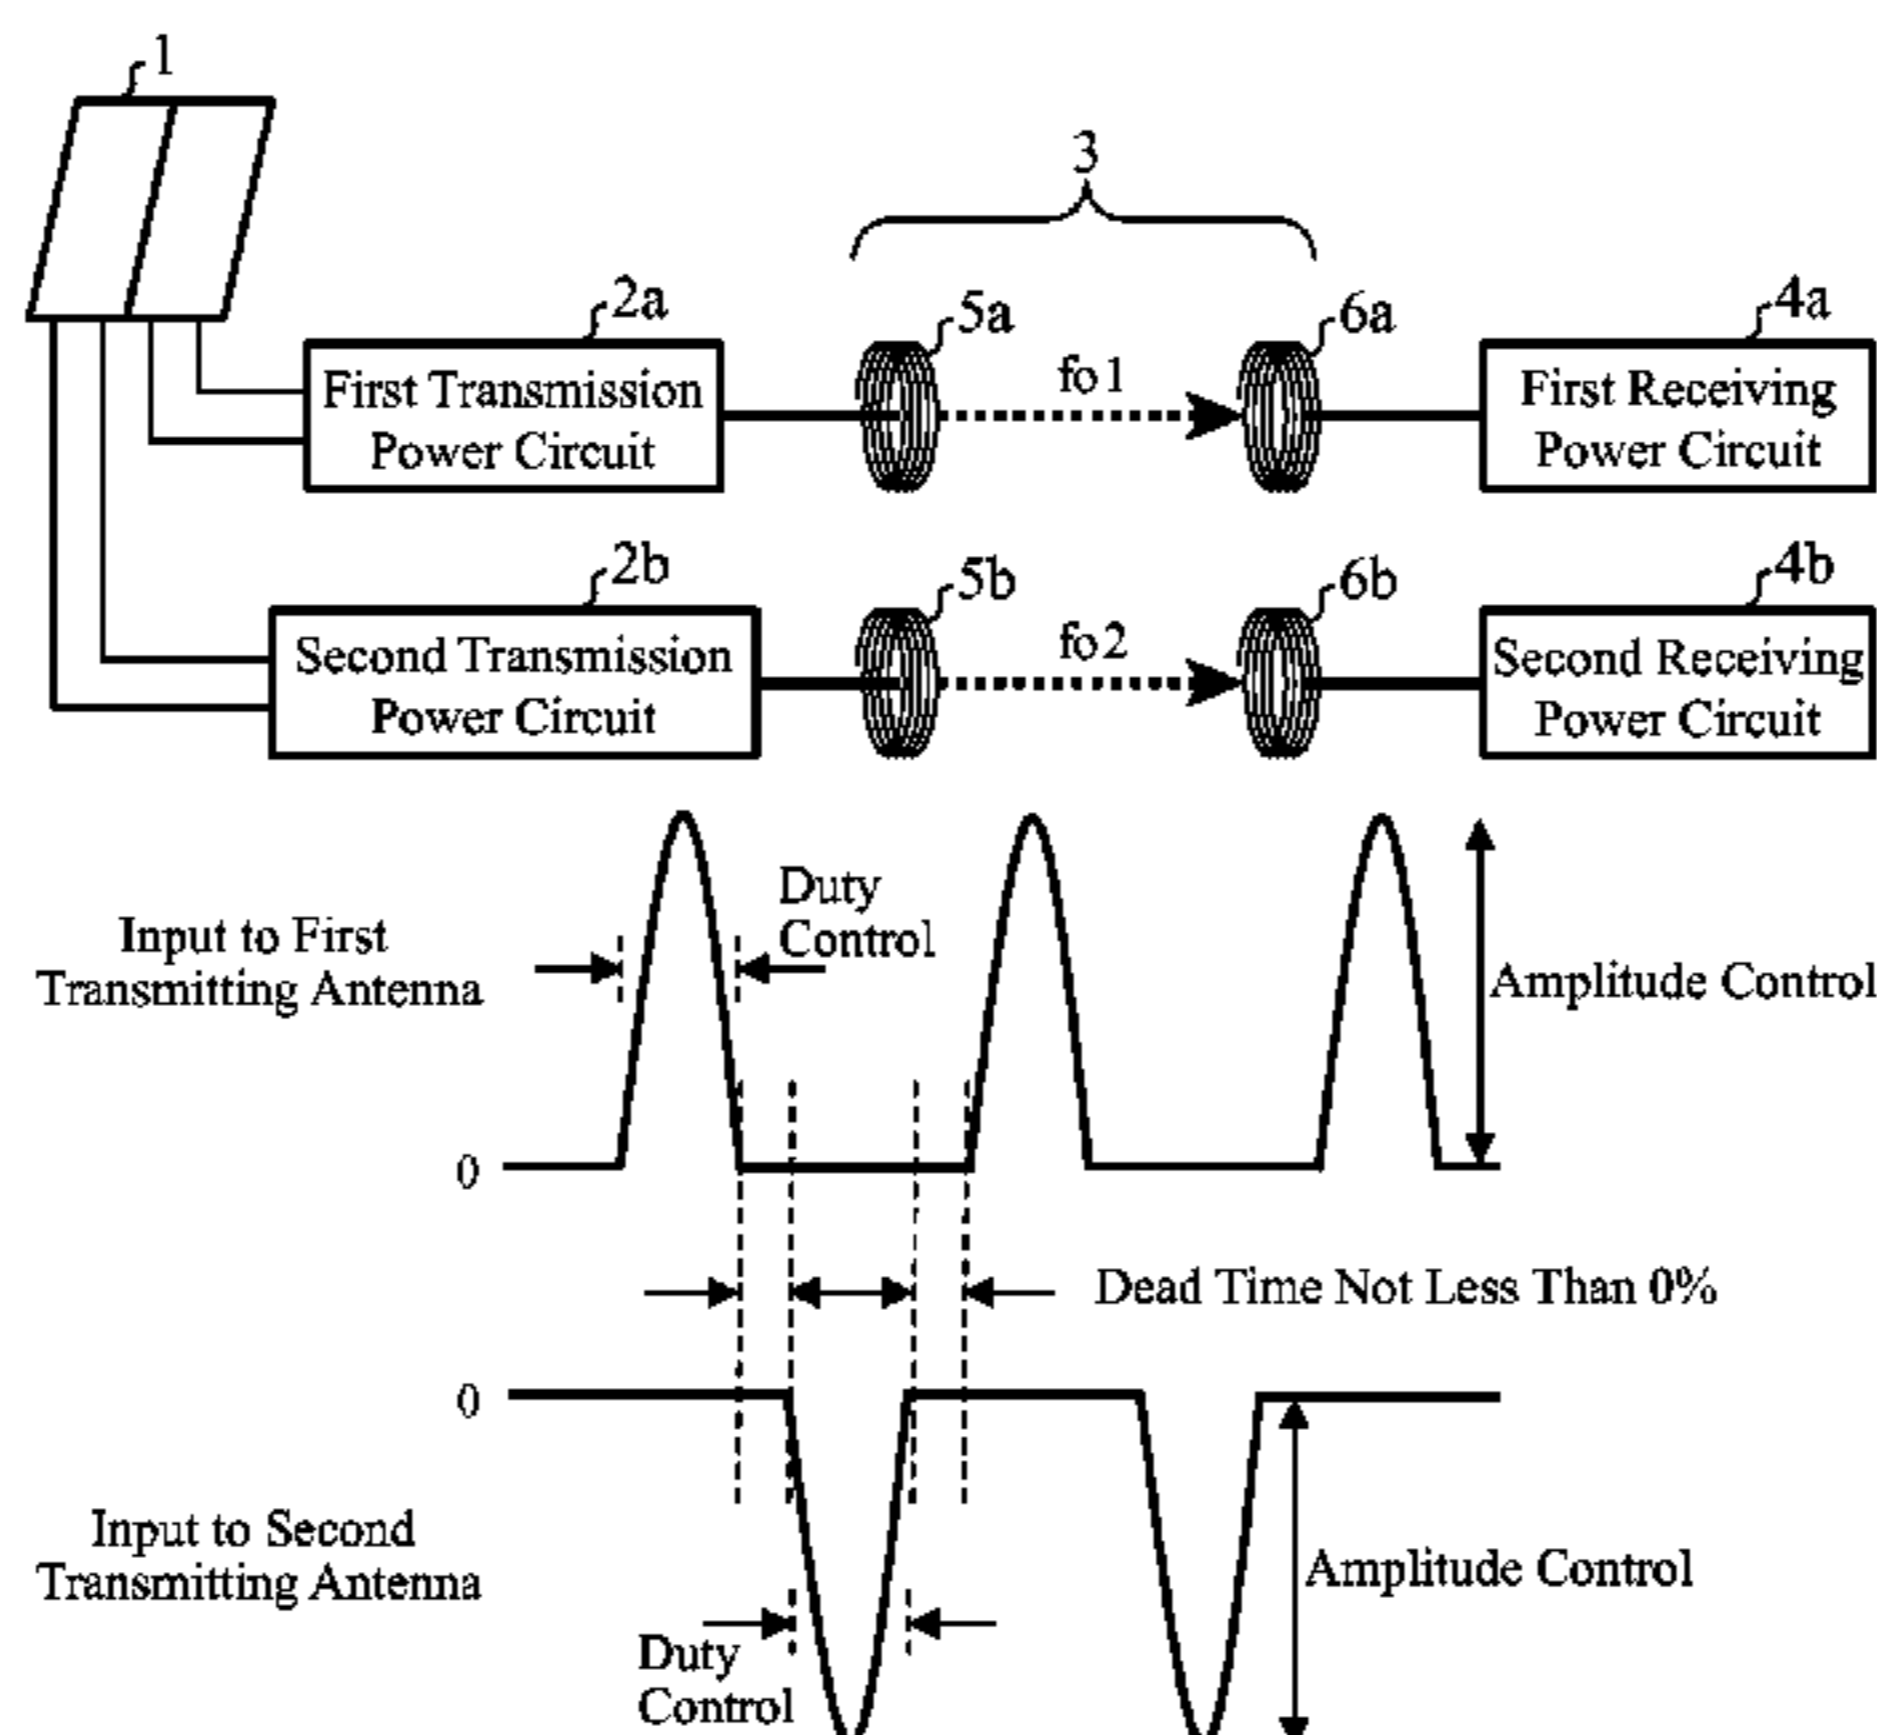 1
3
2a
5a
6a
4a
First Transmission
Power Circuit
fo1
First Receiving
Power Circuit
2b
5b
6b
4b
Second Transmission
Power Circuit
fo2
Second Receiving
Power Circuit
Input to First
Transmitting Antenna
Duty
Control
Amplitude Control
0
Dead Time Not Less Than 0%
0
Input to Second
Transmitting Antenna
Amplitude Control
Duty
Control